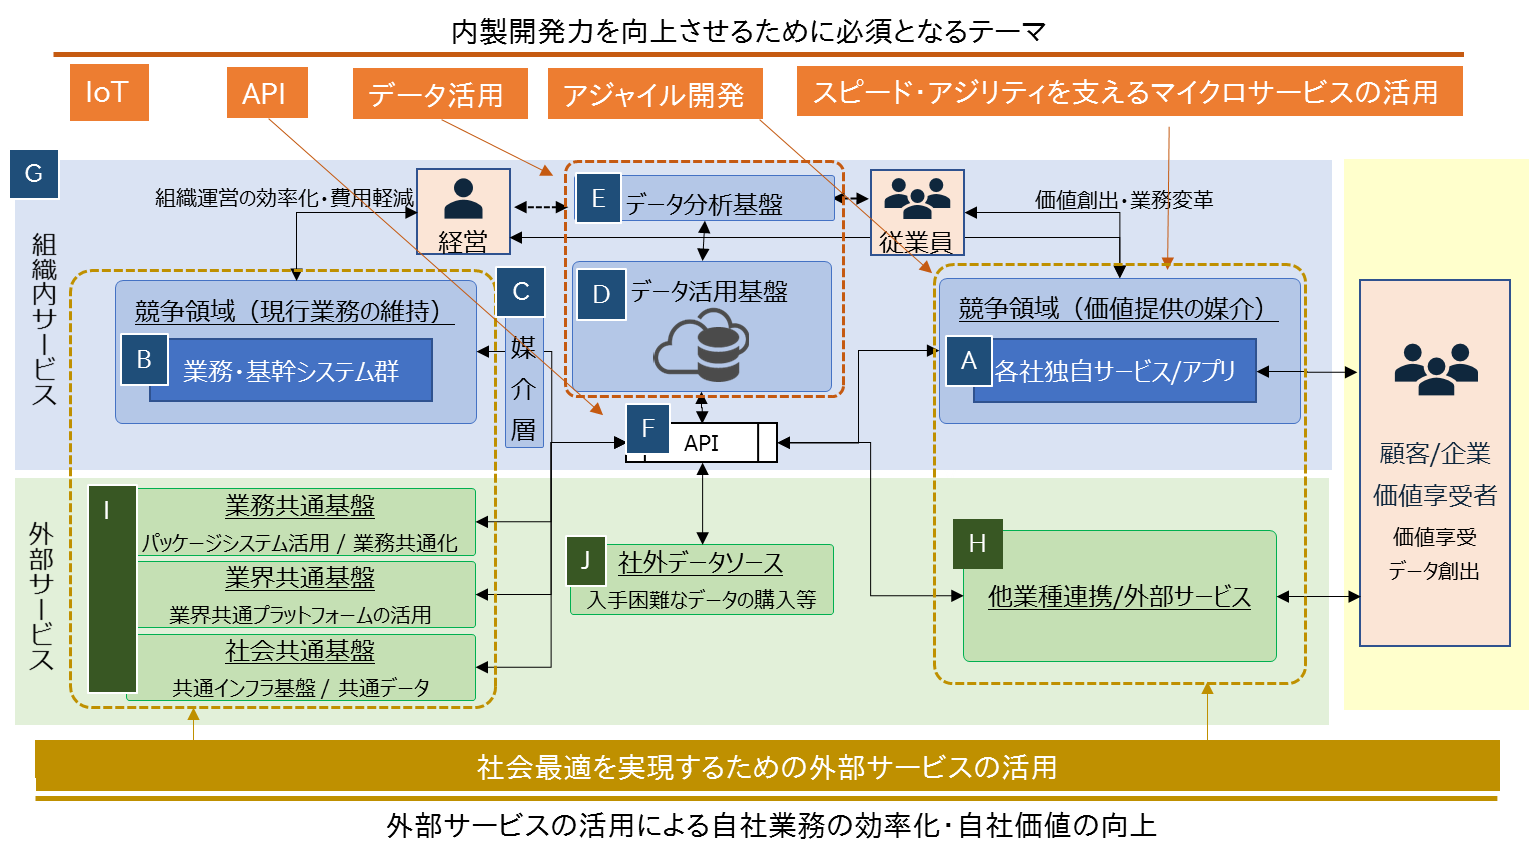 内製開発力を向上させるために必須となるテーマ
IoT
API
データ活用
アジャイル開発
スピード・アジリティを支えるマイクロサービスの活用
G
組織内サービス
組織運営の効率化・費用軽減
経営
E
データ分析基盤
従業員
価値創出・業務変革
競争領域（現行業務の維持）
B
業務・基幹システム群
C
媒介層
D
データ活用基盤
競争領域（価値提供の媒介）
A
各社独自サービス/アプリ
F
API
顧客/企業
価値享受者
価値享受
データ創出
外部サービス
I
業務共通基盤
パッケージシステム活用 / 業務共通化
業界共通基盤
業界共通プラットフォームの活用
社会共通基盤
共通インフラ基盤 / 共通データ
J
社外データソース
入手困難なデータの購入等
H
他業種連携/外部サービス
社会最適を実現するための外部サービスの活用
外部サービスの活用による自社業務の効率化・自社価値の向上